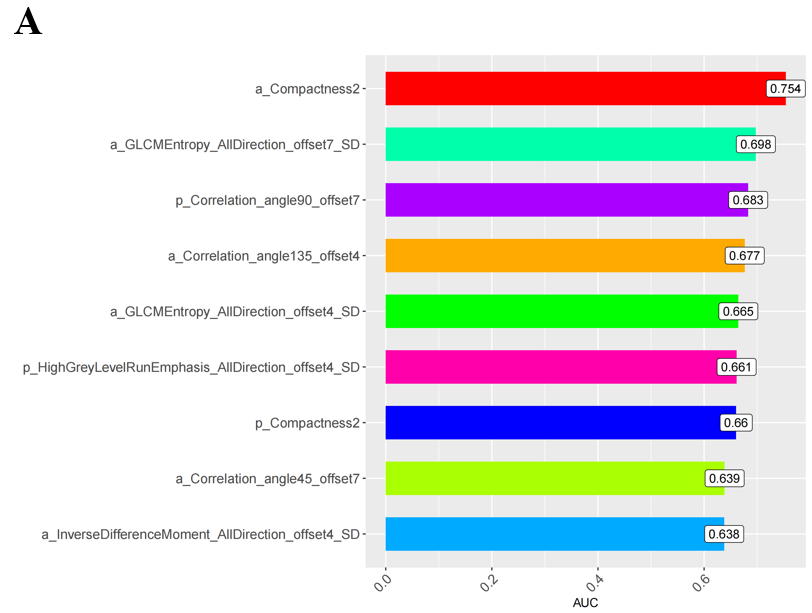 A
a_Compactness2
0.754
a_GLCMEntropy_AllDirection_offset7_SD
0.698
p_Correlation_angle90_offset7
0.683
a_Correlation_angle135_offset4
0.677
a_GLCMEntropy_AllDirection_offset4_SD
0.665
p_HighGreyLevelRunEmphasis_AllDirection_offset4_SD
0.661
p_Compactness2
0.66
a_Correlation_angle45_offset7
0.639
a_InverseDifferenceMoment_AllDirection_offset4_SD
0.638
0.0
0.2
0.4
0.6
AUC